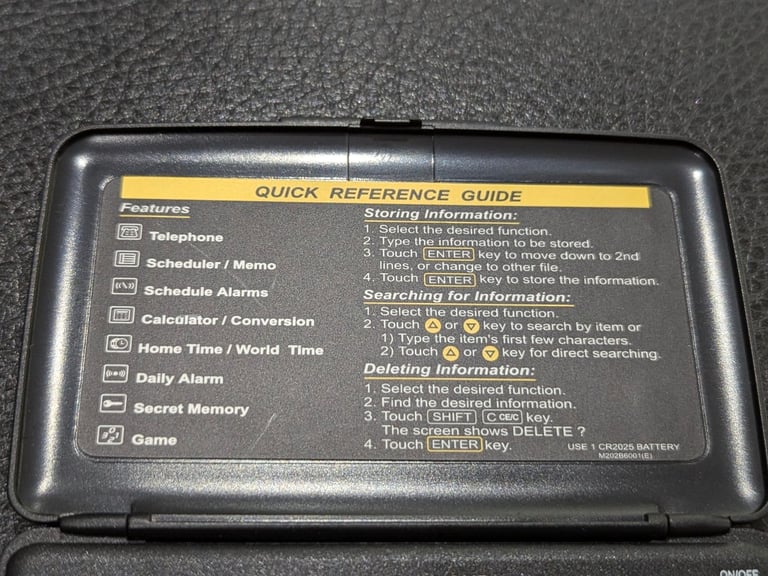 QUICK REFERENCE GUIDE
Features
Telephone
Scheduler / Memo
Schedule Alarms
Calculator / Conversion
Home Time / World Time
Daily Alarm
Secret Memory
Game
Storing Information:
1. Select the desired function.
2. Type the information to be stored.
3. Touch ENTER key to move down to 2nd
lines, or change to other file.
4. Touch ENTER key to store the information.
Searching for Information:
1. Select the desired function.
2. Touch △ or ▽ key to search by item or
1) Type the item's first few characters.
2) Touch △ or ▽ key for direct searching.
Deleting Information:
1. Select the desired function.
2. Find the desired information.
3. Touch SHIFT C CE/C key.
The screen shows DELETE ?
4. Touch ENTER key.
USE 1 CR2025 BATTERY
M202B6001(E)
ON/OFF